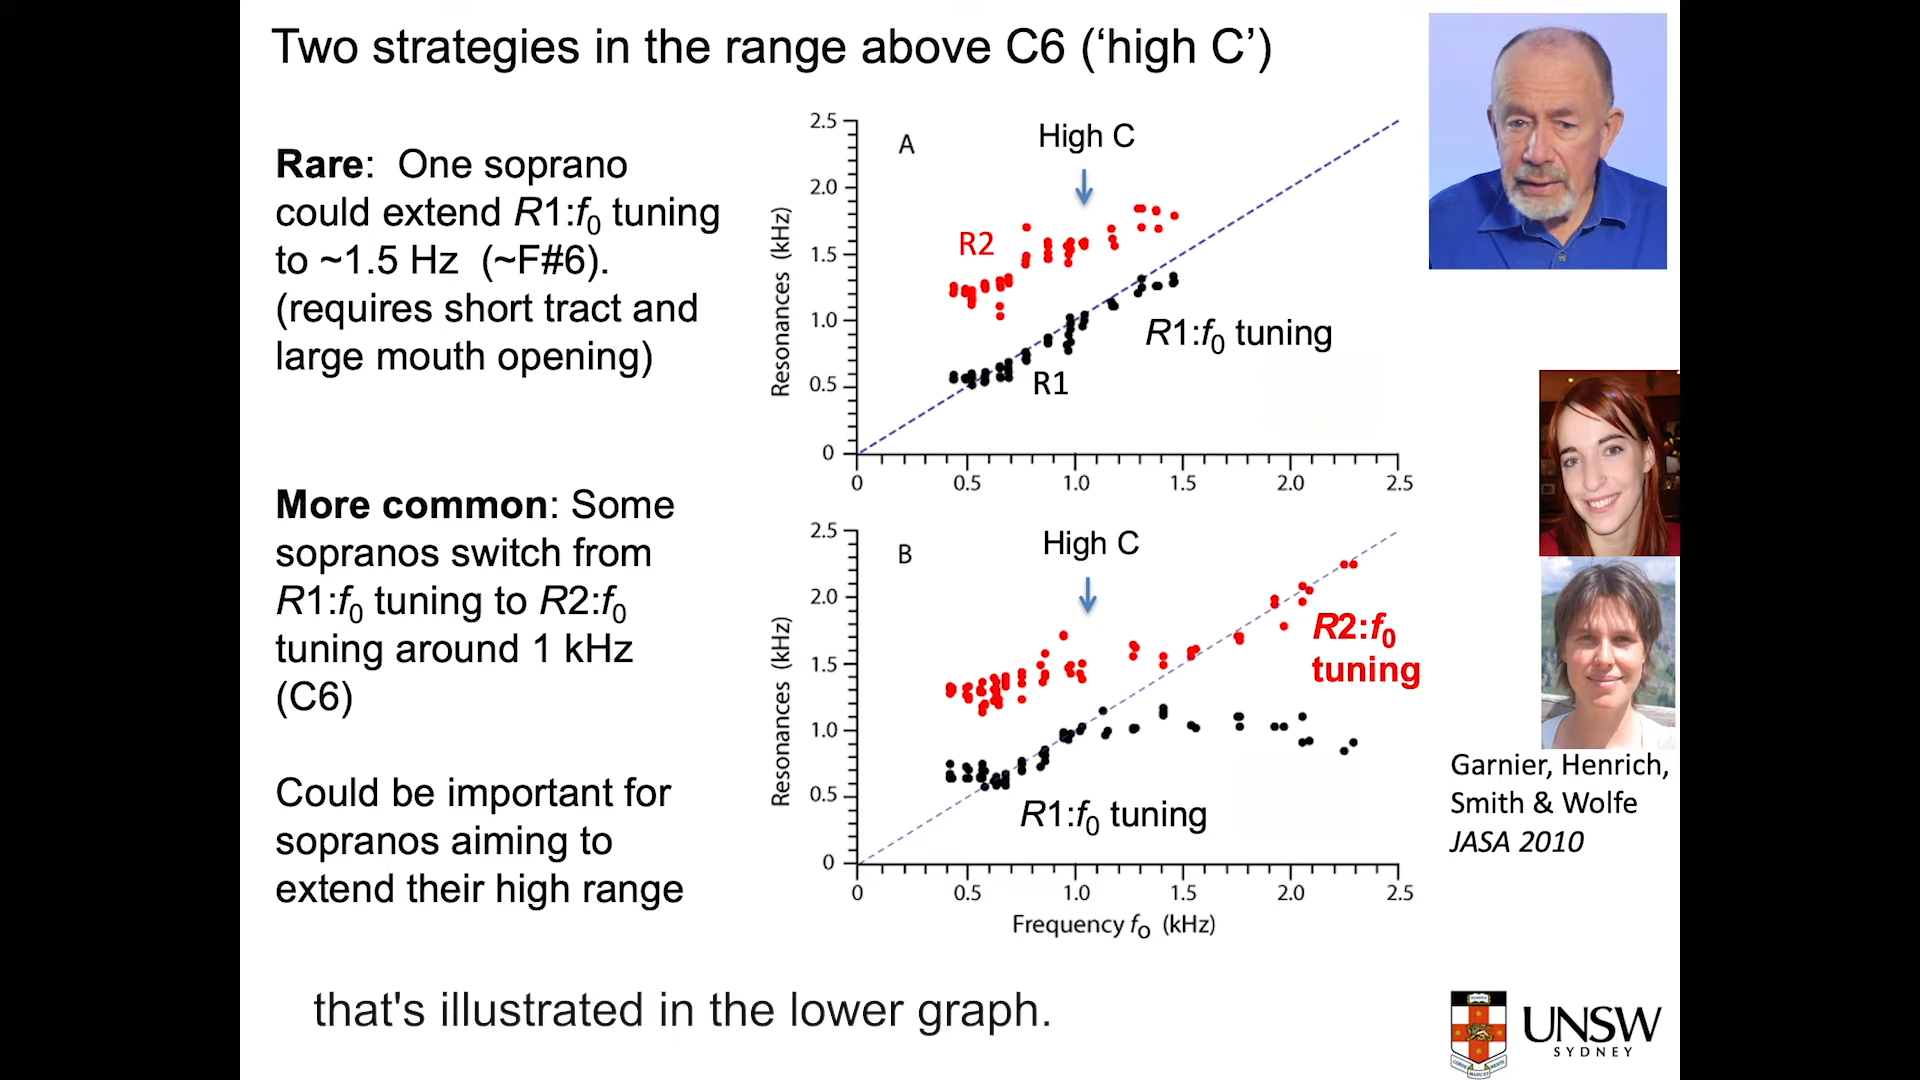 Two strategies in the range above C6 (‘high C’)
Rare: One soprano
could extend R1:f0 tuning
to ~1.5 Hz (~F#6).
(requires short tract and
large mouth opening)
More common: Some
sopranos switch from
R1:f0 tuning to R2:f0
tuning around 1 kHz
(C6)
Could be important for
sopranos aiming to
extend their high range
A
High C
R2
R1
R1:f0 tuning
Resonances (kHz)
2.5
2.0
1.5
1.0
0.5
0
0 0.5 1.0 1.5 2.0 2.5
B
High C
R2:f0
tuning
R1:f0 tuning
Resonances (kHz)
2.5
2.0
1.5
1.0
0.5
0
0 0.5 1.0 1.5 2.0 2.5
Frequency fo (kHz)
Garnier, Henrich,
Smith & Wolfe
JASA 2010
that's illustrated in the lower graph.
UNSW
SYDNEY